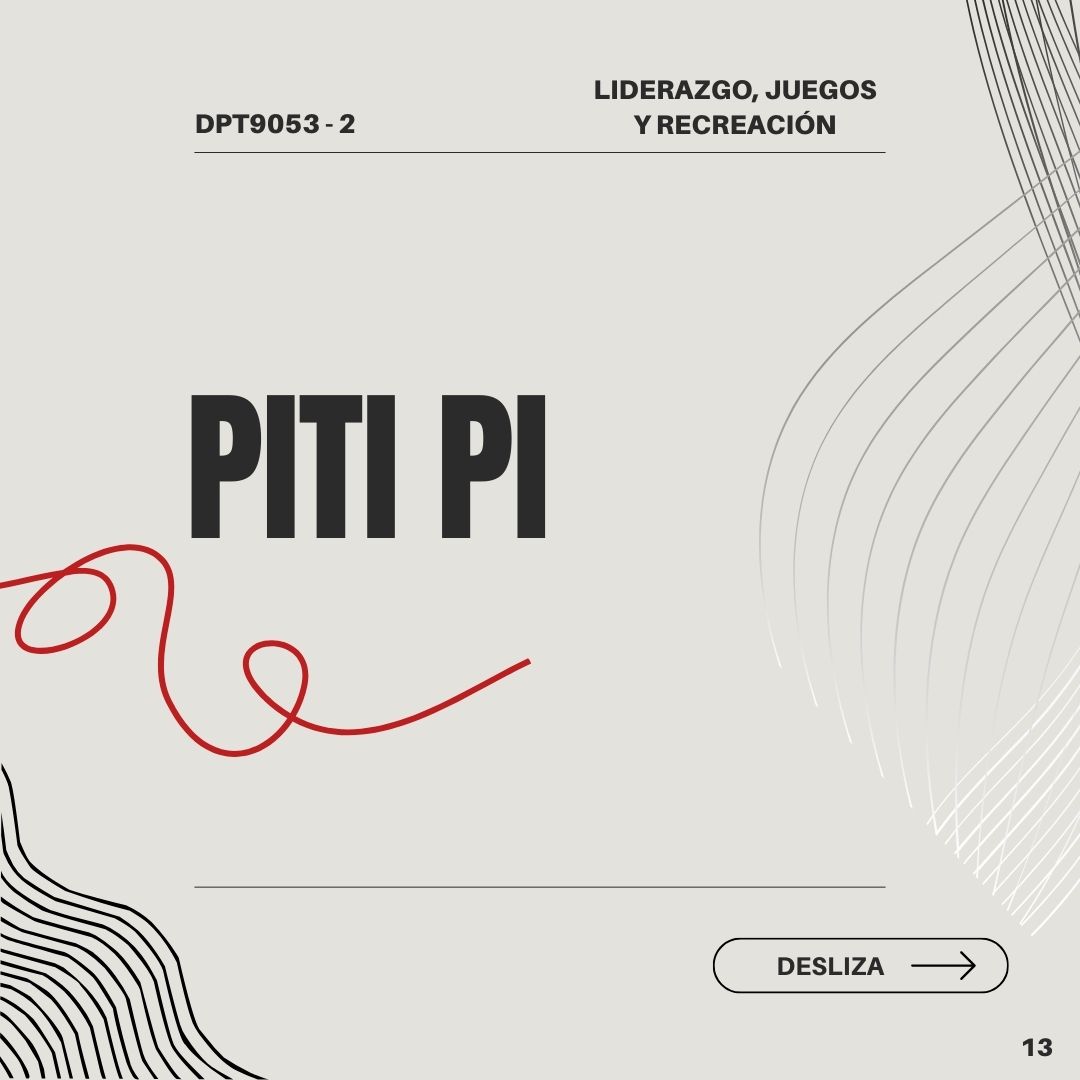 DPT9053 - 2
LIDERAZGO, JUEGOS
Y RECREACIÓN
PITI PI
DESLIZA
13